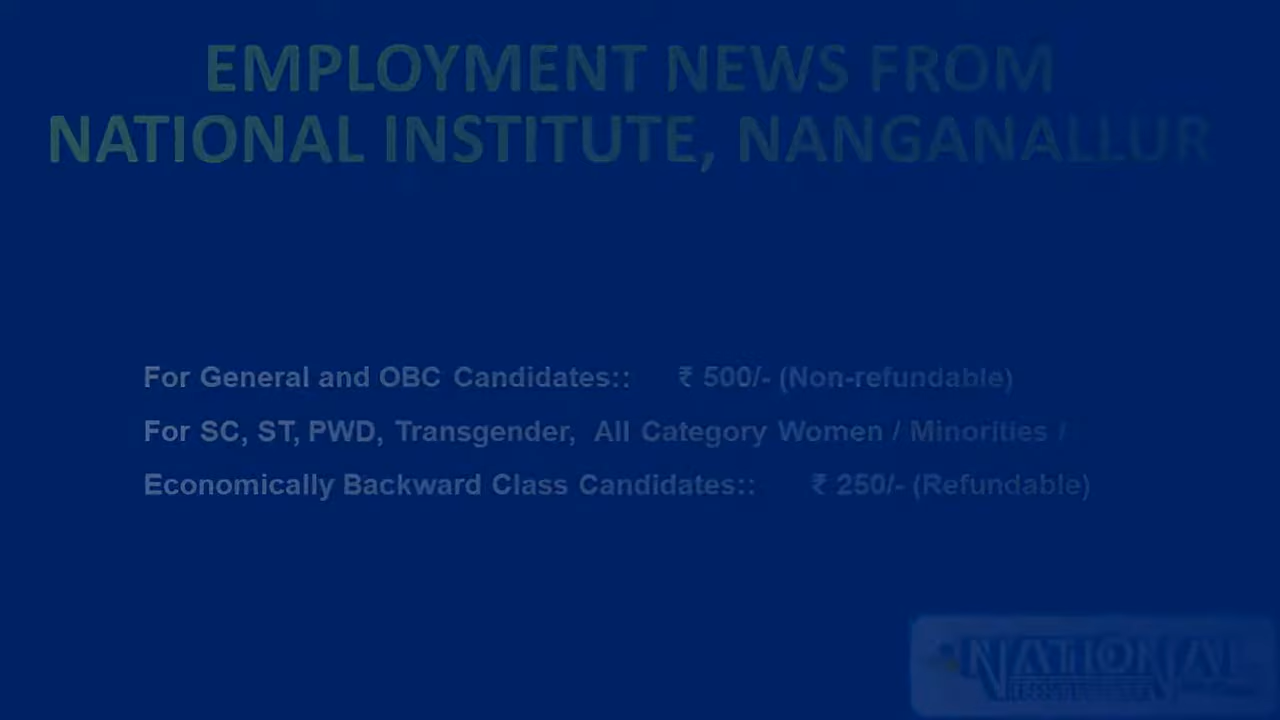 EMPLOYMENT NEWS FROM
NATIONAL INSTITUTE, NANGANALLUR
For General and OBC Candidates:: ₹ 500/- (Non-refundable)
For SC, ST, PWD, Transgender, All Category Women / Minorities /
Economically Backward Class Candidates:: ₹ 250/- (Refundable)
NATIONAL